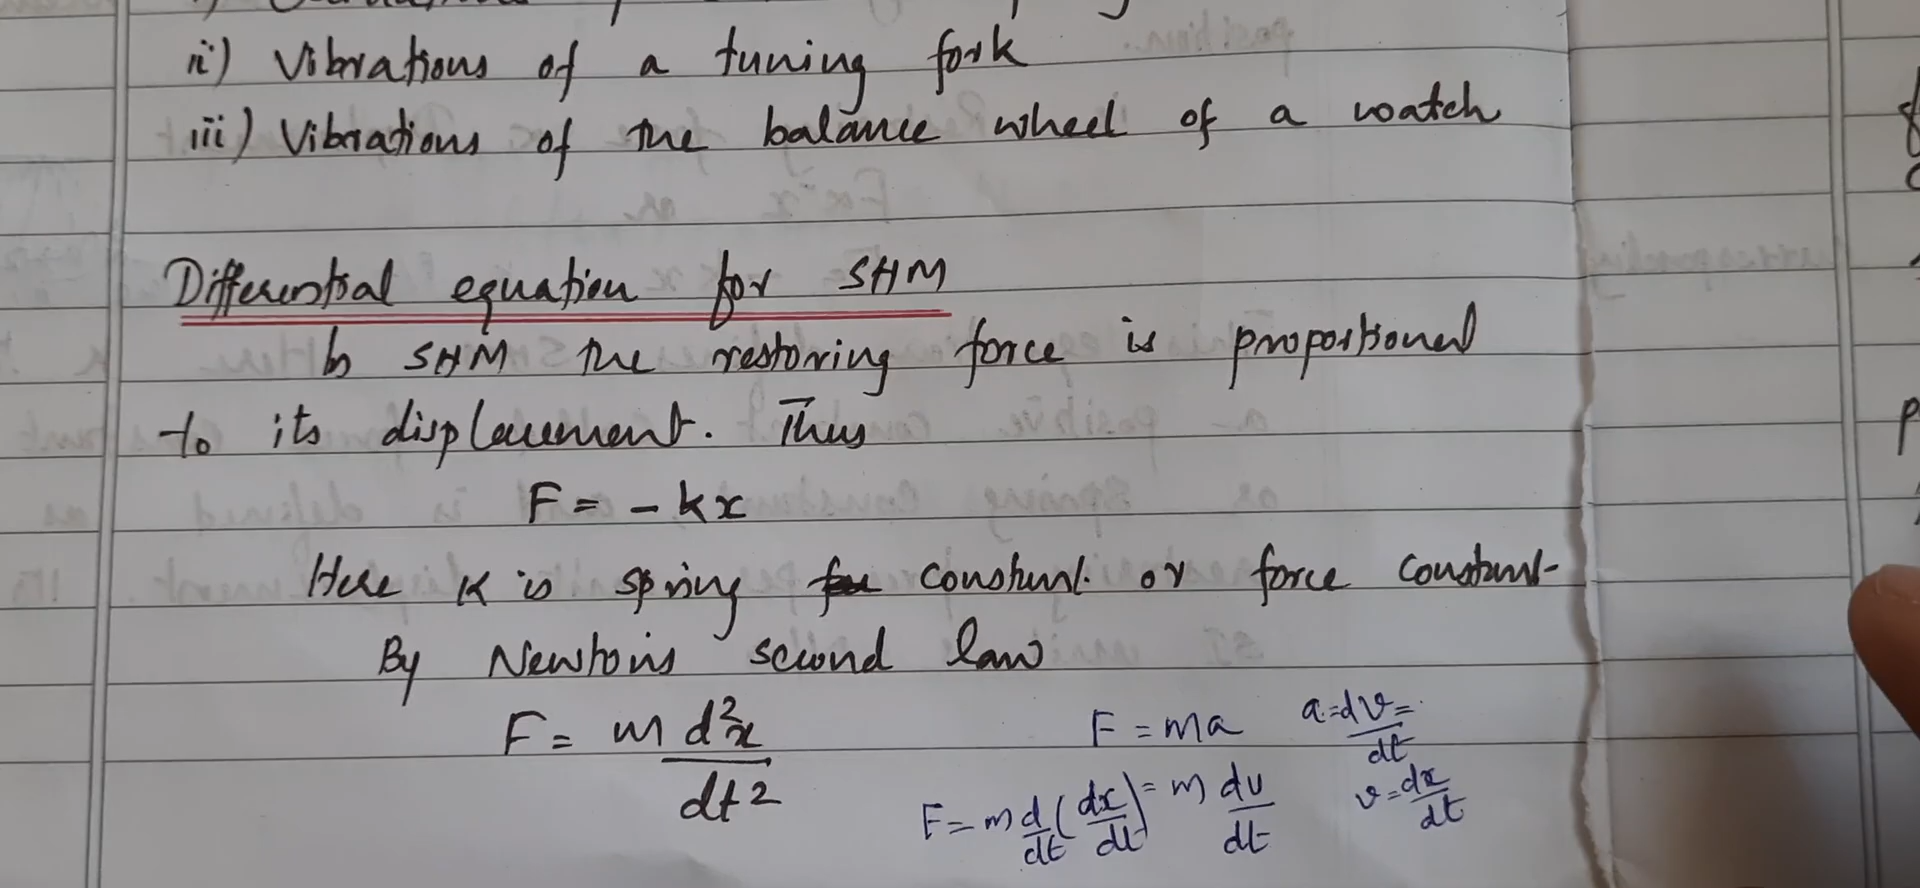 ii) Vibrations of a tuning fork
iii) Vibrations of the balance wheel of a watch
Differential equation for SHM
In SHM the restoring force is proportional
to its displacement. Thus
F = - kx
Here K is spring constant or force constant
By Newton's second law
F = m d²x/dt²
F = ma a = dv/dt =
F = m d/dt (dx/dt) = m dv/dt v = dx/dt